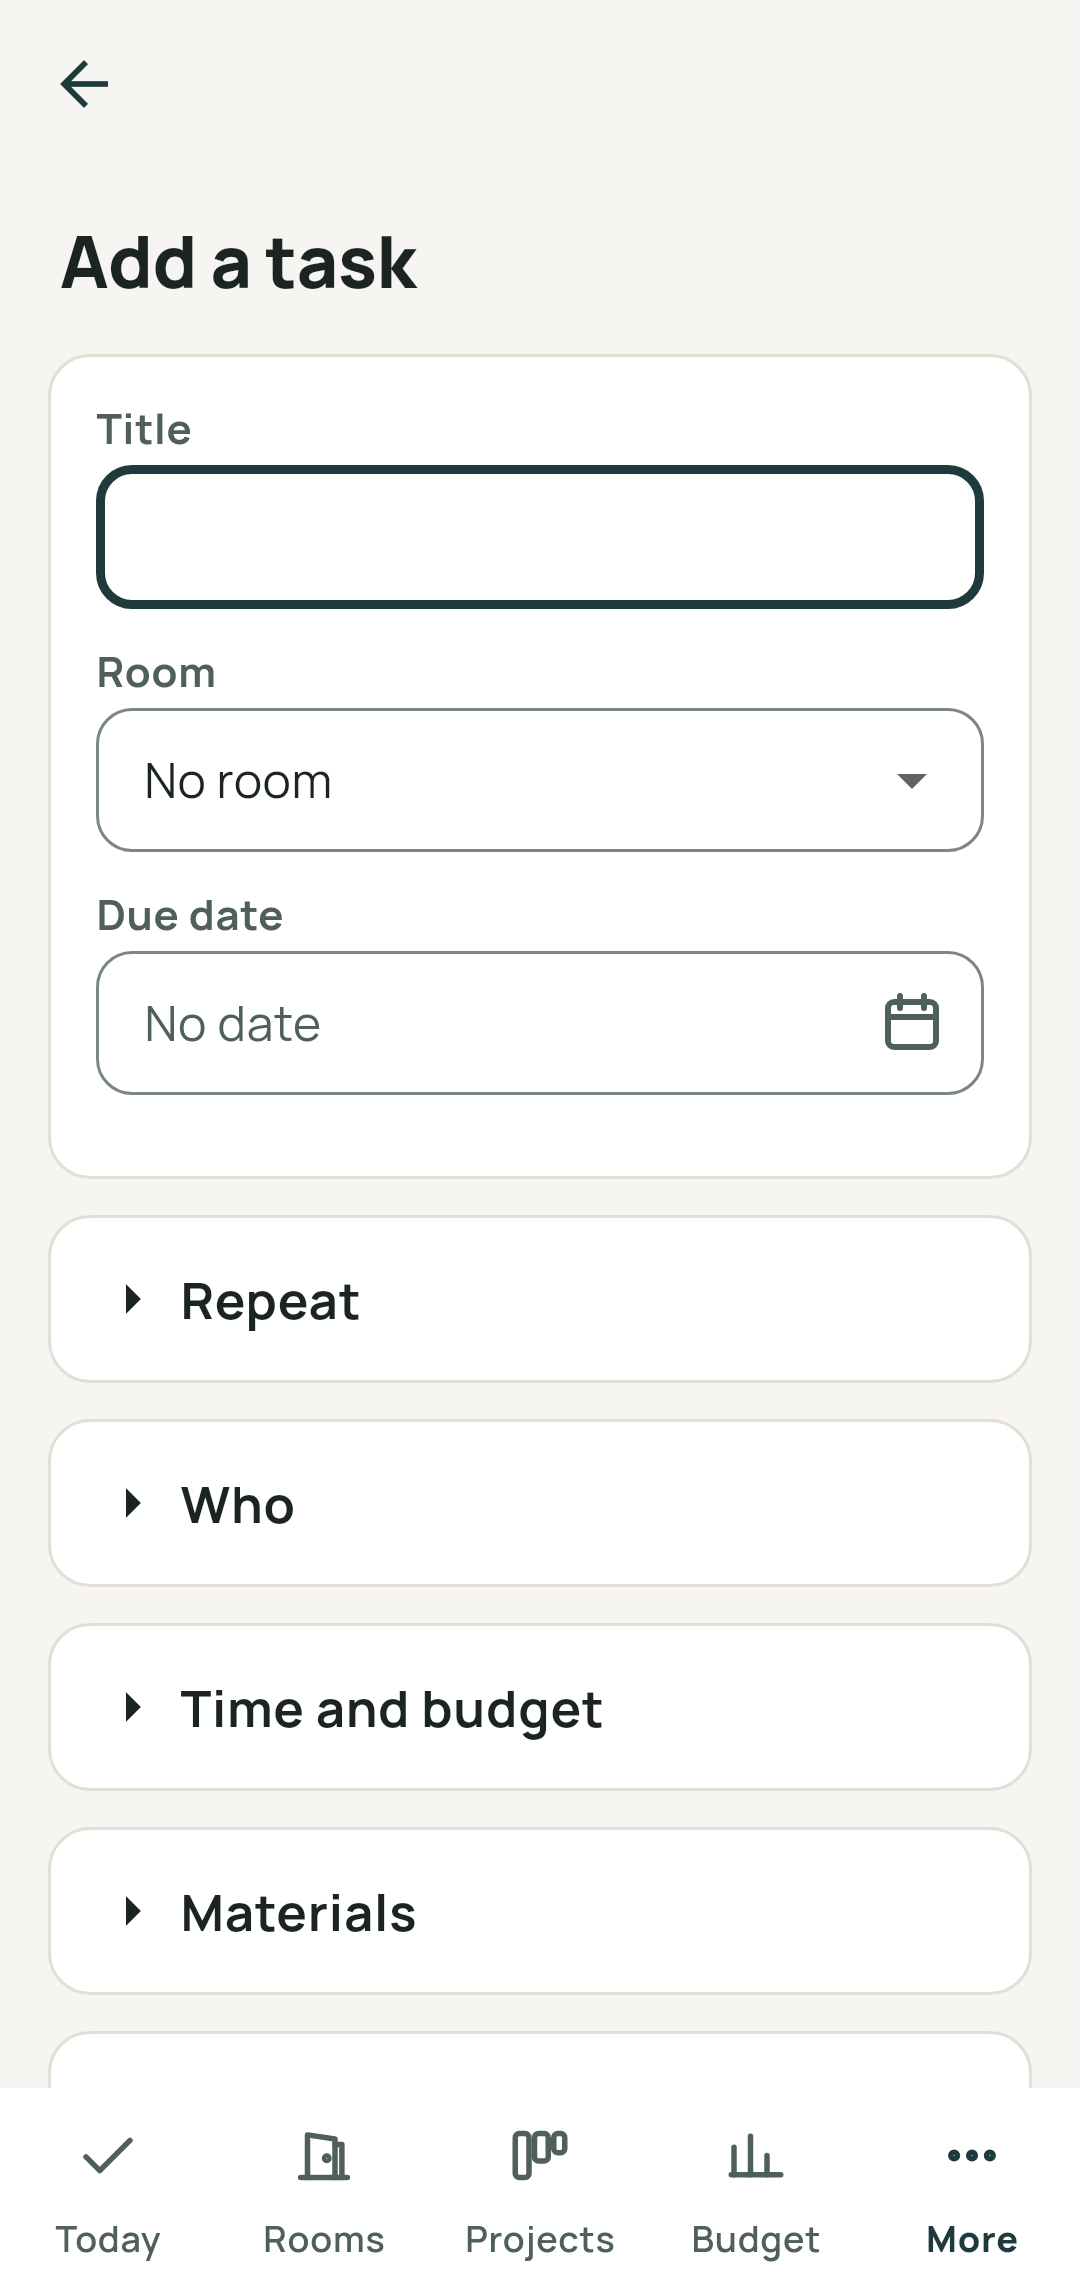 Add a task
Title
Room
No room
Due date
No date
Repeat
Who
Time and budget
Materials
Today
Rooms
Projects
Budget
More